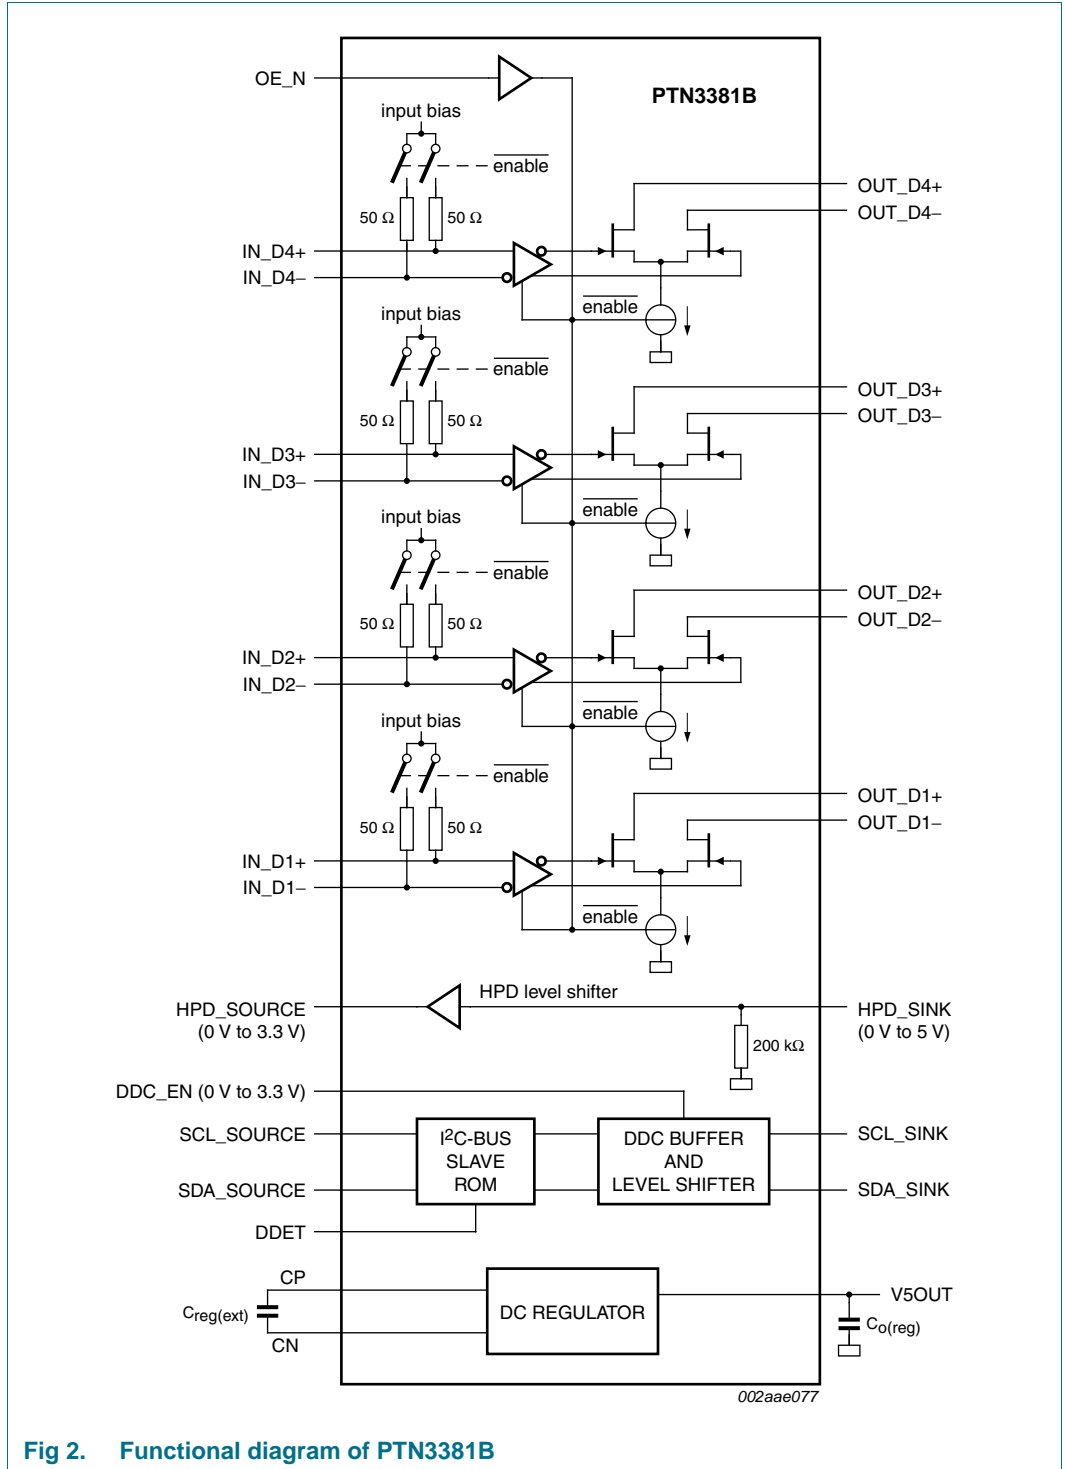 OE_N
PTN3381B
input bias
enable
50 Ω 50 Ω
OUT_D4+
OUT_D4−
IN_D4+
IN_D4−
enable
input bias
enable
50 Ω 50 Ω
OUT_D3+
OUT_D3−
IN_D3+
IN_D3−
enable
input bias
enable
50 Ω 50 Ω
OUT_D2+
OUT_D2−
IN_D2+
IN_D2−
enable
input bias
enable
50 Ω 50 Ω
OUT_D1+
OUT_D1−
IN_D1+
IN_D1−
enable
HPD level shifter
HPD_SOURCE
(0 V to 3.3 V)
HPD_SINK
(0 V to 5 V)
200 kΩ
DDC_EN (0 V to 3.3 V)
SCL_SOURCE
SDA_SOURCE
I²C-BUS
SLAVE
ROM
DDC BUFFER
AND
LEVEL SHIFTER
SCL_SINK
SDA_SINK
DDET
CP
Creg(ext)
CN
DC REGULATOR
V5OUT
Co(reg)
002aae077
Fig 2. Functional diagram of PTN3381B